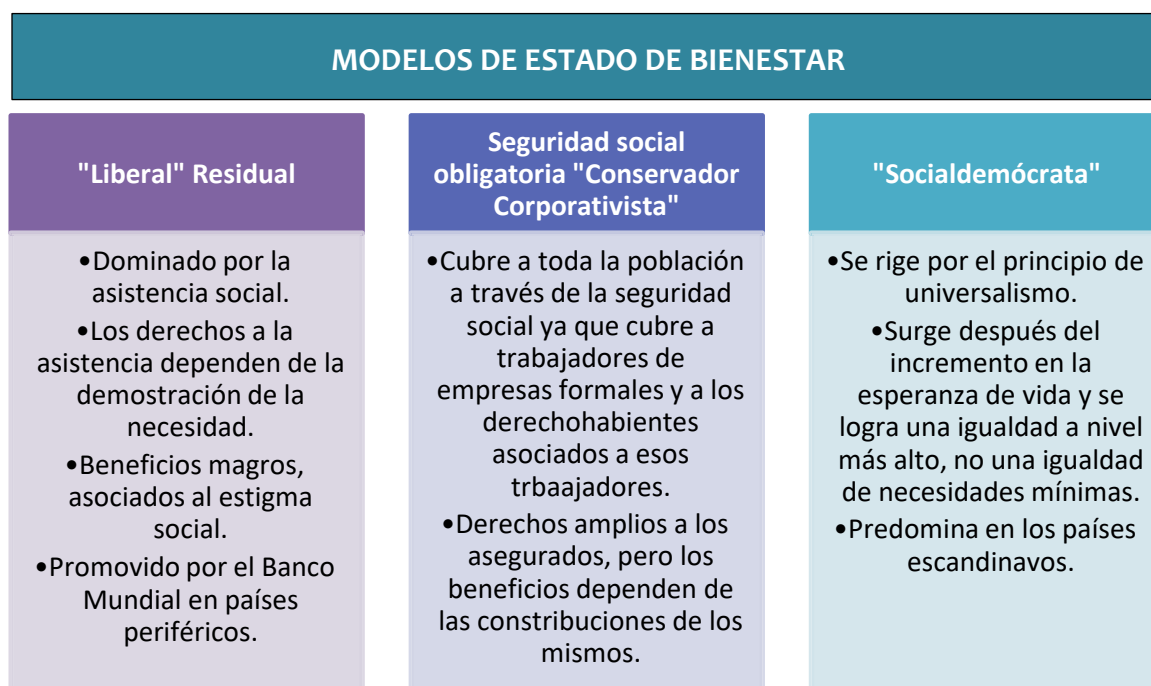 MODELOS DE ESTADO DE BIENESTAR
"Liberal" Residual
•Dominado por la
asistencia social.
•Los derechos a la
asistencia dependen de la
demostración de la
necesidad.
•Beneficios magros,
asociados al estigma
social.
•Promovido por el Banco
Mundial en países
periféricos.
Seguridad social
obligatoria "Conservador
Corporativista"
•Cubre a toda la población
a través de la seguridad
social ya que cubre a
trabajadores de
empresas formales y a los
derechohabientes
asociados a esos
trbaajadores.
•Derechos amplios a los
asegurados, pero los
beneficios dependen de
las constribuciones de los
mismos.
"Socialdemócrata"
•Se rige por el principio de
universalismo.
•Surge después del
incremento en la
esperanza de vida y se
logra una igualdad a nivel
más alto, no una igualdad
de necesidades mínimas.
•Predomina en los países
escandinavos.